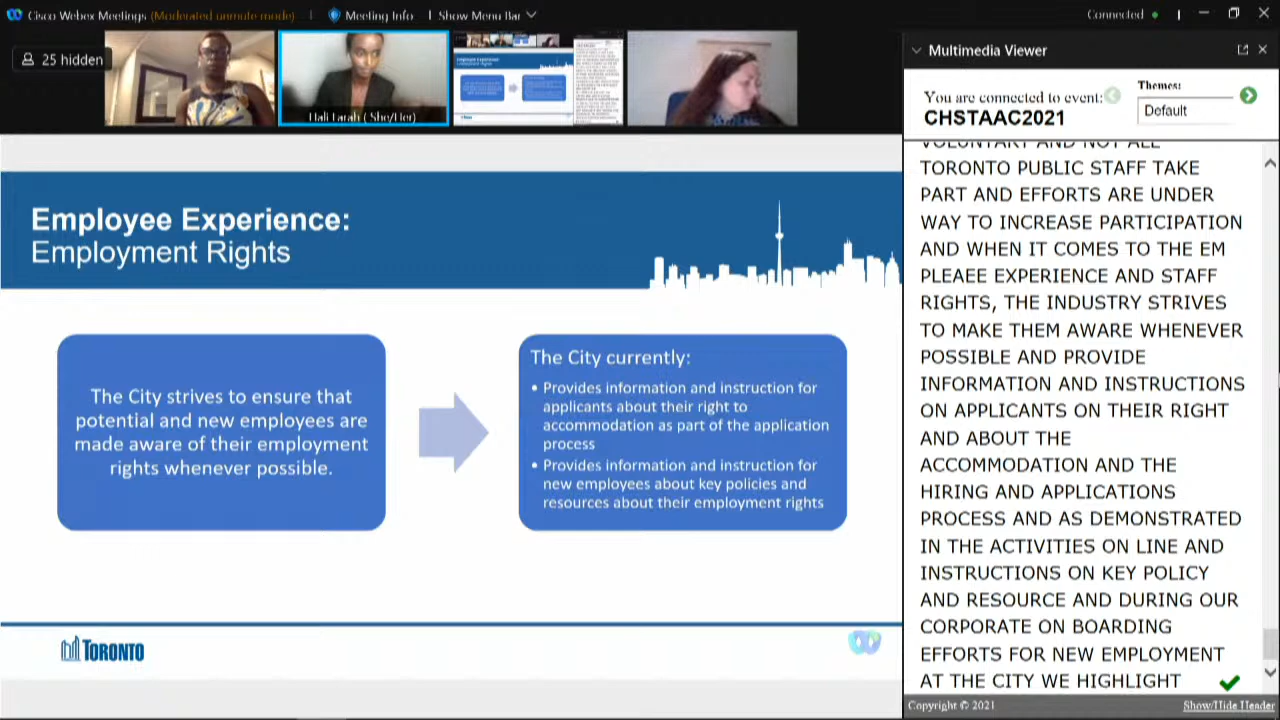 Cisco Webex Meetings (Moderated unmute mode) | Meeting Info | Show Menu Bar
Connected
25 hidden
Hali Farah ( She/Her)
Employee Experience:
Employment Rights
The City strives to ensure that
potential and new employees are
made aware of their employment
rights whenever possible.
The City currently:
• Provides information and instruction for
applicants about their right to
accommodation as part of the application
process
• Provides information and instruction for
new employees about key policies and
resources about their employment rights
TORONTO
Multimedia Viewer
You are connected to event:
CHSTAAC2021
Themes:
Default
VOLUNTARY AND NOT ALL
TORONTO PUBLIC STAFF TAKE
PART AND EFFORTS ARE UNDER
WAY TO INCREASE PARTICIPATION
AND WHEN IT COMES TO THE EM
PLEAEE EXPERIENCE AND STAFF
RIGHTS, THE INDUSTRY STRIVES
TO MAKE THEM AWARE WHENEVER
POSSIBLE AND PROVIDE
INFORMATION AND INSTRUCTIONS
ON APPLICANTS ON THEIR RIGHT
AND ABOUT THE
ACCOMMODATION AND THE
HIRING AND APPLICATIONS
PROCESS AND AS DEMONSTRATED
IN THE ACTIVITIES ON LINE AND
INSTRUCTIONS ON KEY POLICY
AND RESOURCE AND DURING OUR
CORPORATE ON BOARDING
EFFORTS FOR NEW EMPLOYMENT
AT THE CITY WE HIGHLIGHT
Copyright © 2021
Show/Hide Header